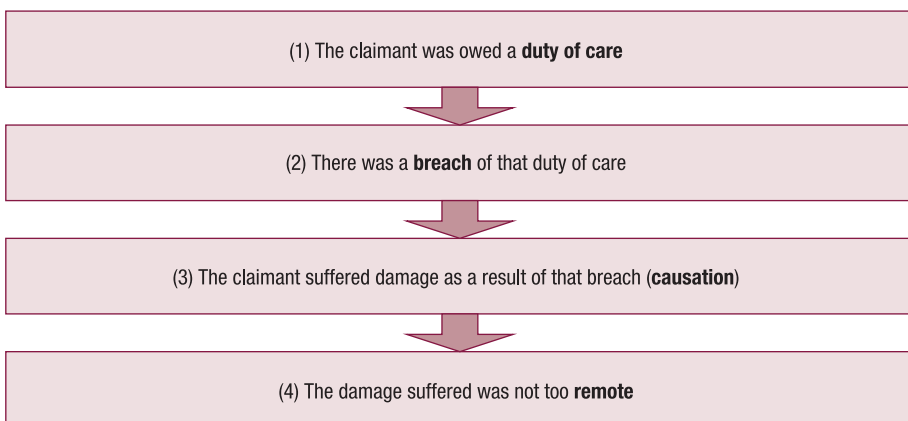 (1) The claimant was owed a duty of care
(2) There was a breach of that duty of care
(3) The claimant suffered damage as a result of that breach (causation)
(4) The damage suffered was not too remote